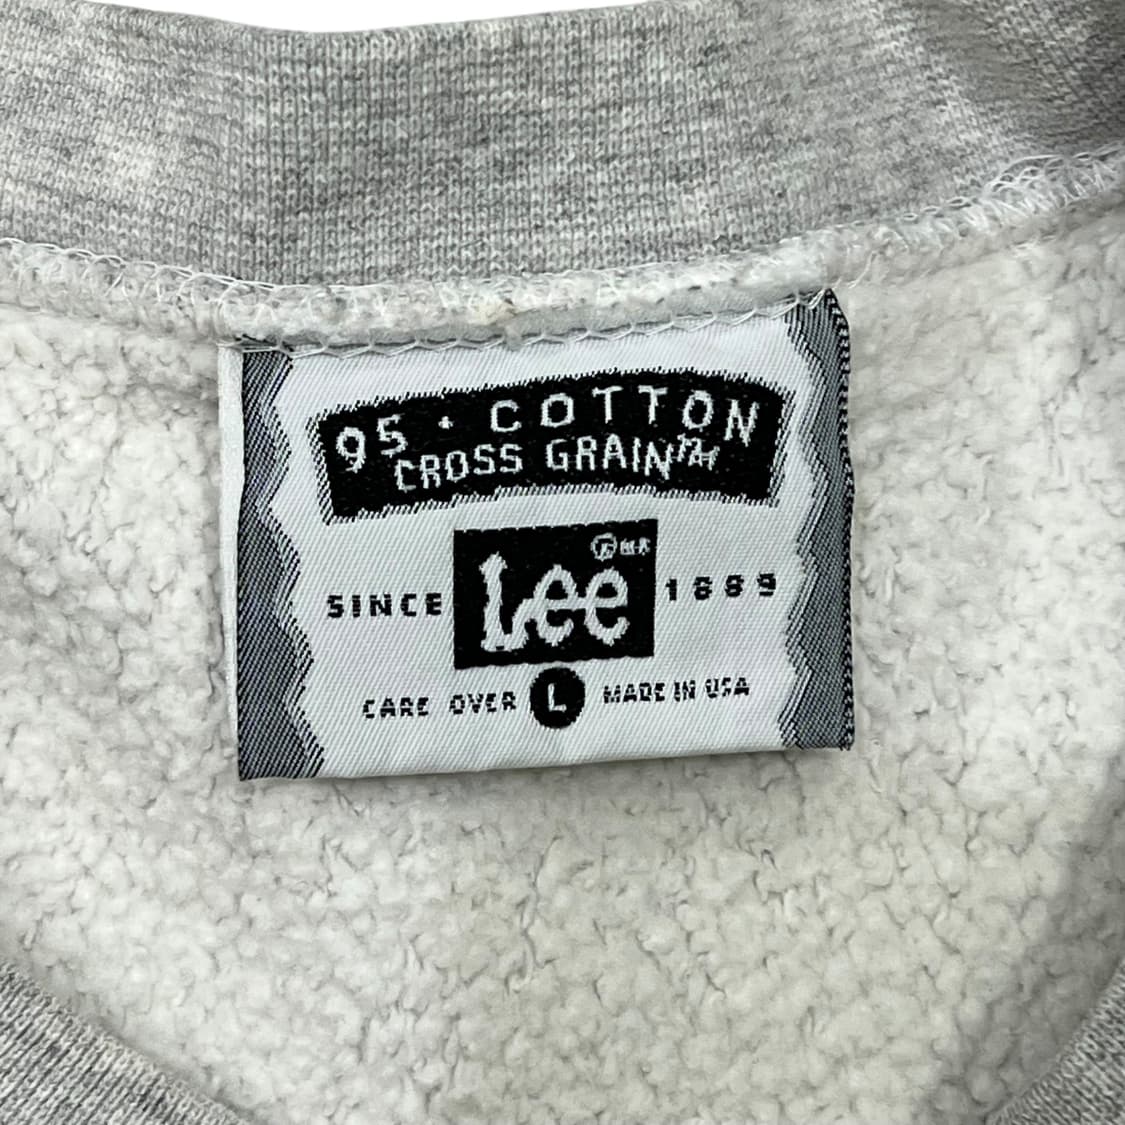 95 · COTTON
CROSS GRAIN™
Lee ® M.R.
SINCE 1889
CARE OVER L MADE IN USA